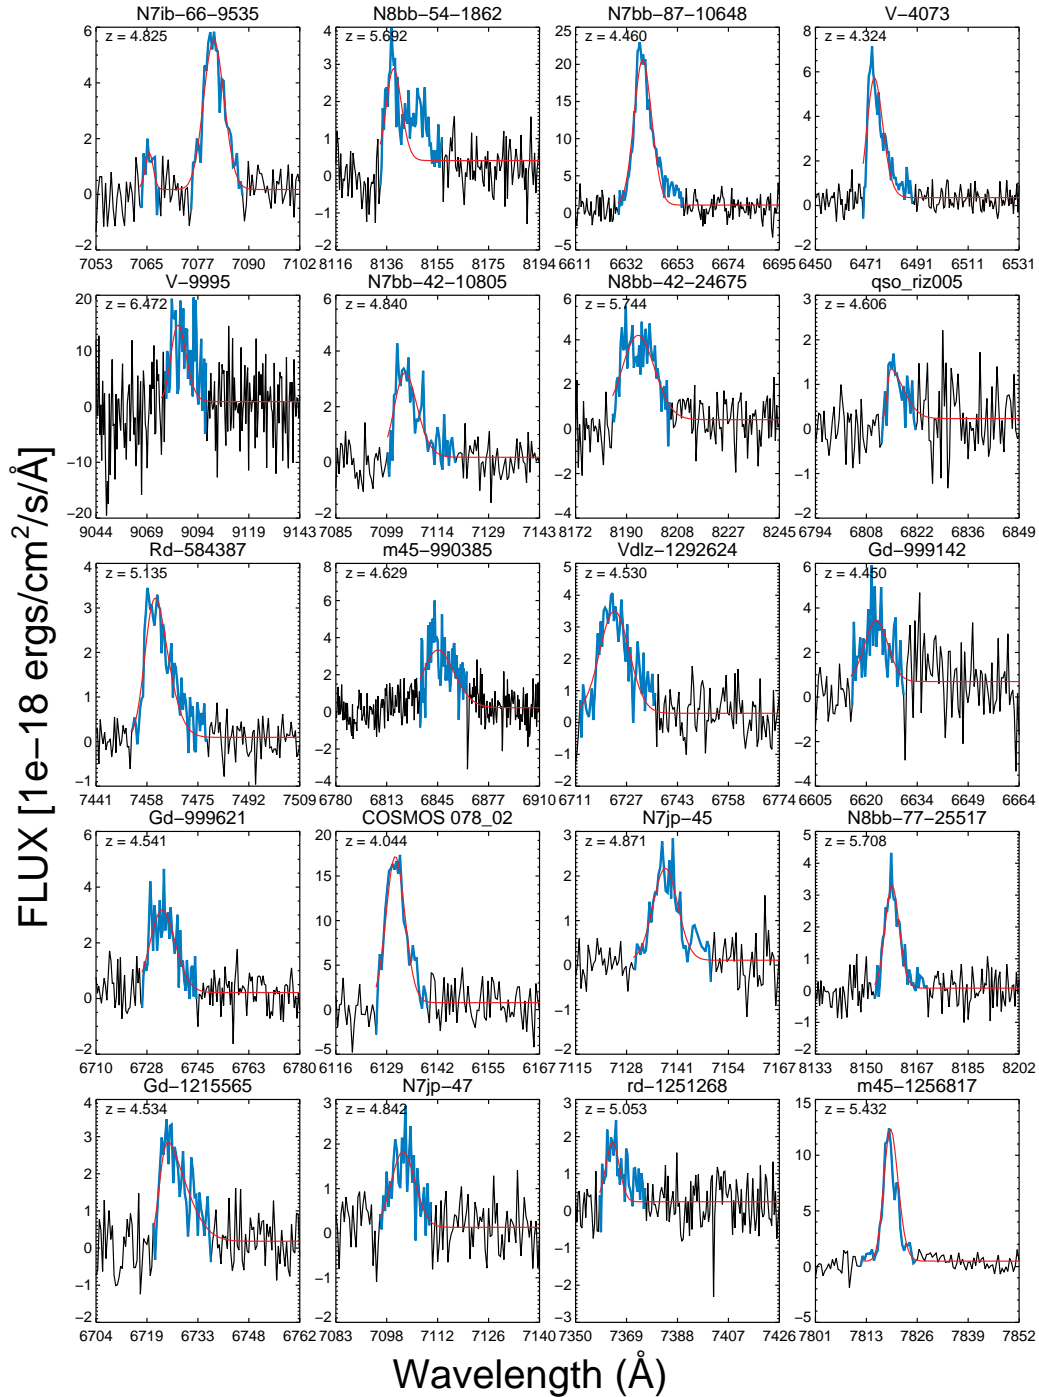 N7ib−66−9535
N8bb−54−1862
N7bb−87−10648
V−4073
z = 4.825
z = 5.692
z = 4.460
z = 4.324
6
4
2
0
−2
4
3
2
1
0
−1
−2
25
20
15
10
5
0
−5
8
6
4
2
0
−2
7053 7065 7077 7090 7102
8116 8136 8155 8175 8194
6611 6632 6653 6674 6695
6450 6471 6491 6511 6531
V−9995
N7bb−42−10805
N8bb−42−24675
qso_riz005
z = 6.472
z = 4.840
z = 5.744
z = 4.606
20
10
0
−10
−20
6
4
2
0
−2
6
4
2
0
−2
−4
3
2
1
0
−1
−2
9044 9069 9094 9119 9143
7085 7099 7114 7129 7143
8172 8190 8208 8227 8245
6794 6808 6822 6836 6849
Rd−584387
m45−990385
Vdlz−1292624
Gd−999142
z = 5.135
z = 4.629
z = 4.530
z = 4.450
4
3
2
1
0
−1
8
6
4
2
0
−2
−4
5
4
3
2
1
0
−1
−2
6
4
2
0
−2
−4
7441 7458 7475 7492 7509
6780 6813 6845 6877 6910
6711 6727 6743 6758 6774
6605 6620 6634 6649 6664
Gd−999621
COSMOS 078_02
N7jp−45
N8bb−77−25517
z = 4.541
z = 4.044
z = 4.871
z = 5.708
6
4
2
0
−2
20
15
10
5
0
−5
3
2
1
0
−1
−2
5
4
3
2
1
0
−1
−2
6710 6728 6745 6763 6780
6116 6129 6142 6155 6167
7115 7128 7141 7154 7167
8133 8150 8168 8185 8202
Gd−1215565
N7jp−47
rd−1251268
m45−1256817
z = 4.534
z = 4.842
z = 5.053
z = 5.432
4
3
2
1
0
−1
−2
3
2
1
0
−1
−2
3
2
1
0
−1
−2
−3
15
10
5
0
−5
6704 6719 6733 6748 6762
7083 7098 7112 7126 7140
7350 7369 7388 7407 7426
7801 7813 7826 7839 7852
FLUX [1e−18 ergs/cm²/s/Å]
Wavelength (Å)